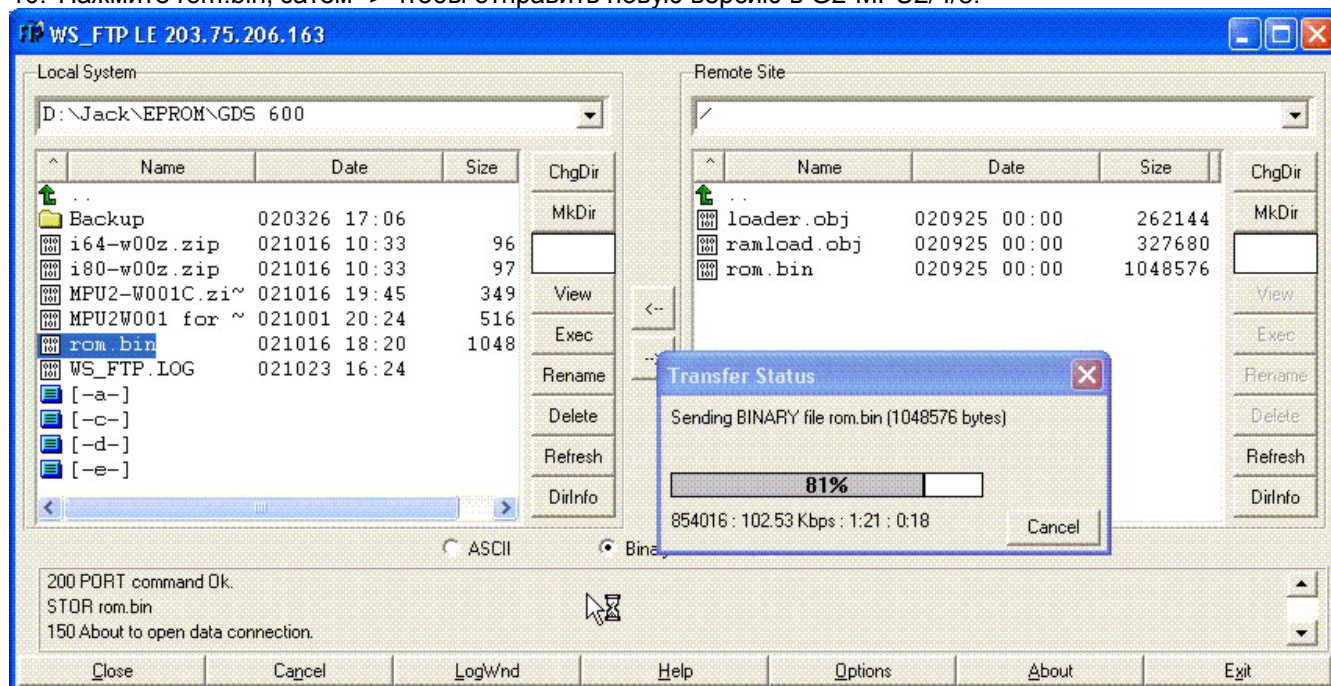 WS_FTP LE 203.75.206.163
Local System
Remote Site
D:\Jack\EPROM\GDS 600
/
^ Name Date Size
ChgDir
^ Name Date Size
ChgDir
..
..
Backup 020326 17:06
MkDir
loader.obj 020925 00:00 262144
MkDir
i64-w00z.zip 021016 10:33 96
ramload.obj 020925 00:00 327680
i80-w00z.zip 021016 10:33 97
rom.bin 020925 00:00 1048576
MPU2-W001C.zi~ 021016 19:45 349
View
<--
View
MPU2W001 for ~ 021001 20:24 516
Exec
Exec
rom.bin 021016 18:20 1048
WS_FTP.LOG 021023 16:24
Rename
Transfer Status
Rename
[-a-]
[-c-]
Delete
Sending BINARY file rom.bin (1048576 bytes)
Delete
[-d-]
Refresh
Refresh
[-e-]
81%
DirInfo
854016 : 102.53 Kbps : 1:21 : 0:18
Cancel
DirInfo
ASCII
200 PORT command Ok.
STOR rom.bin
150 About to open data connection.
Close Cancel LogWnd Help Options About Exit